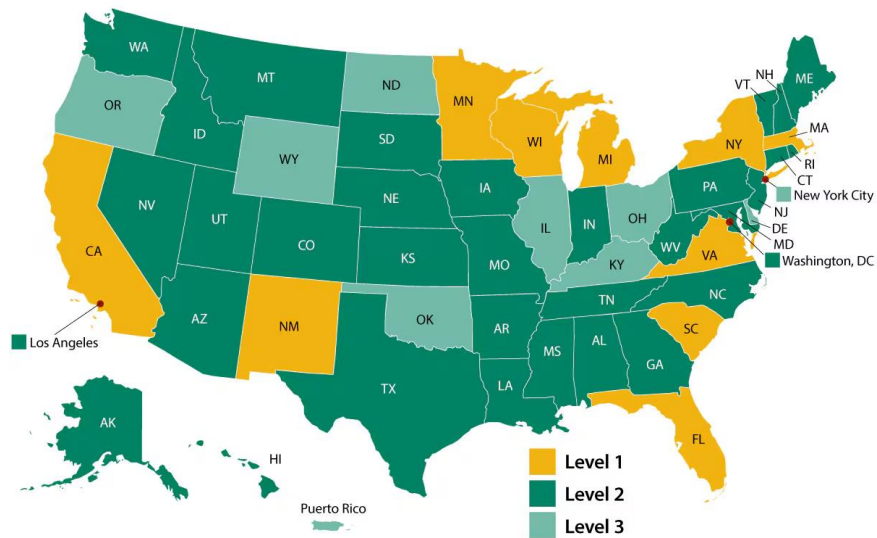 WA
MT
ND
MN
OR
ID
SD
WI
MI
WY
NH
VT
ME
NY
MA
RI
CT
New York City
NJ
DE
MD
Washington, DC
NE
IA
PA
NV
UT
CO
IL
IN
OH
CA
KS
MO
WV
VA
KY
Los Angeles
AZ
NM
OK
AR
TN
NC
SC
TX
LA
MS
AL
GA
FL
AK
HI
Puerto Rico
Level 1
Level 2
Level 3